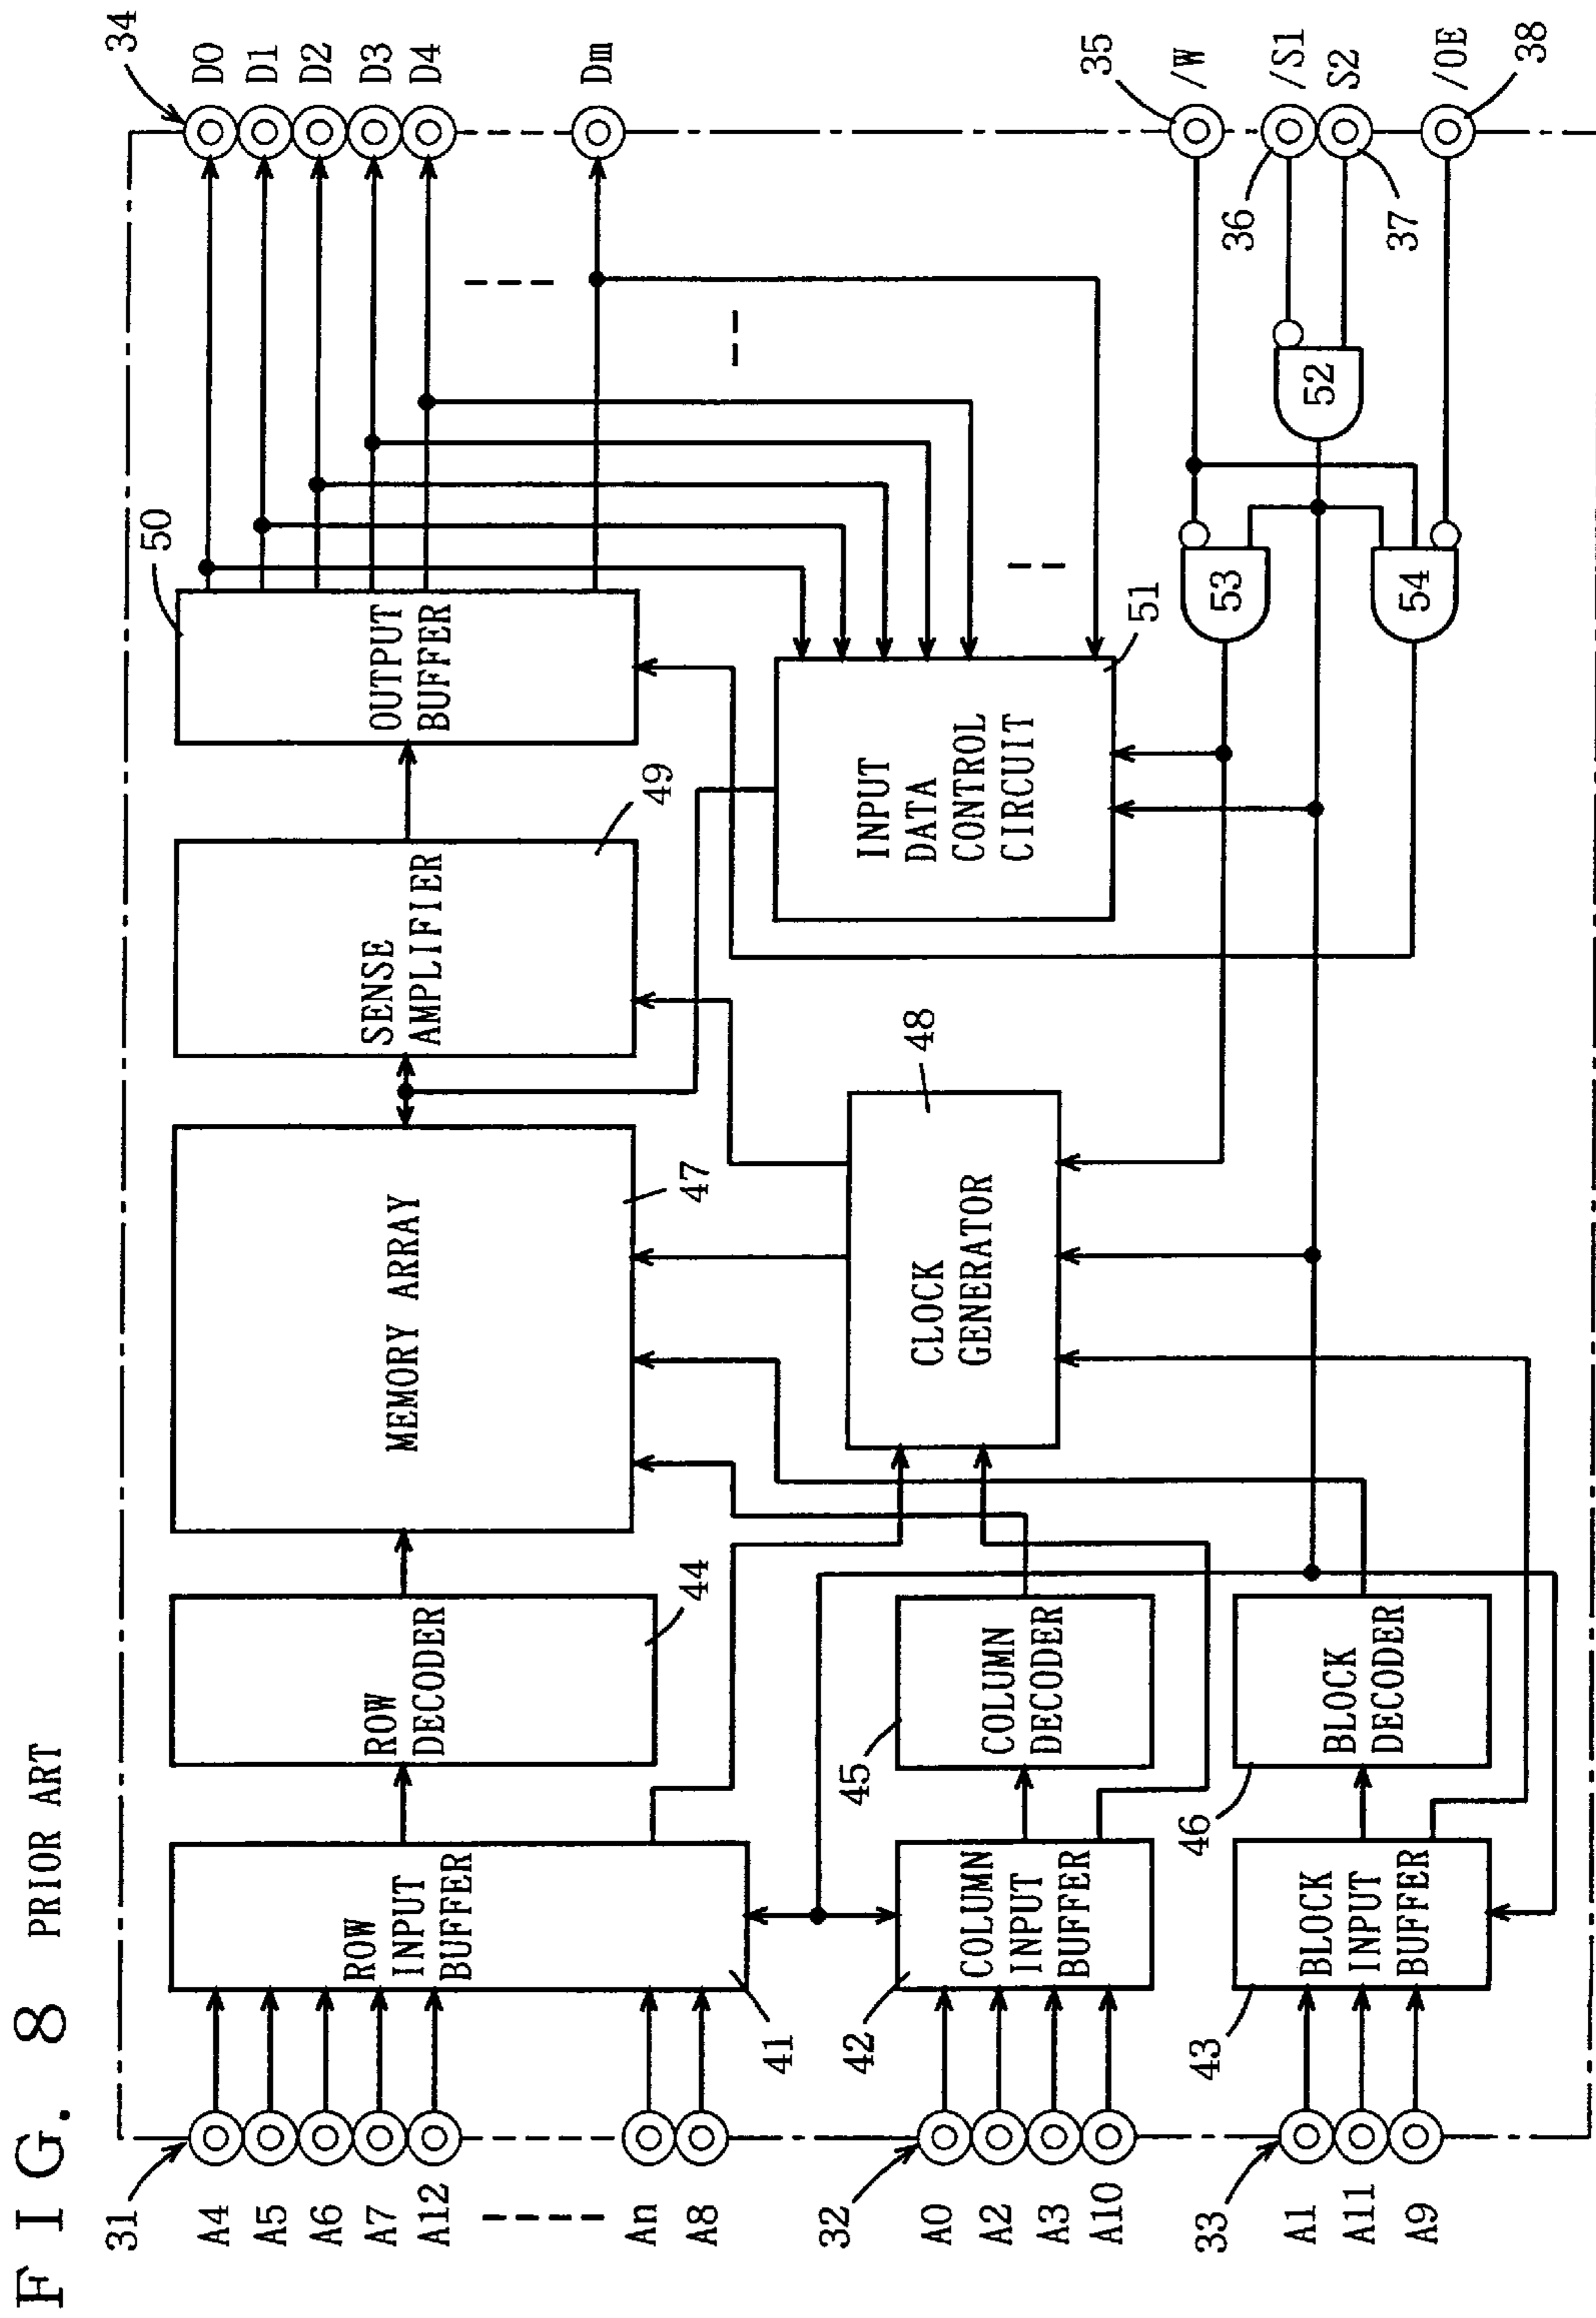 FIG. 8 PRIOR ART
31
A4
A5
A6
A7
A12
An
A8
32
A0
A2
A3
A10
33
A1
A11
A9
ROW
INPUT
BUFFER
41
COLUMN
INPUT
BUFFER
42
BLOCK
INPUT
BUFFER
43
ROW
DECODER
44
COLUMN
DECODER
45
BLOCK
DECODER
46
MEMORY ARRAY
47
CLOCK
GENERATOR
48
SENSE
AMPLIFIER
49
OUTPUT
BUFFER
50
INPUT
DATA
CONTROL
CIRCUIT
51
53
54
52
34
D0
D1
D2
D3
D4
Dm
35
/W
36
/S1
S2
37
/OE
38